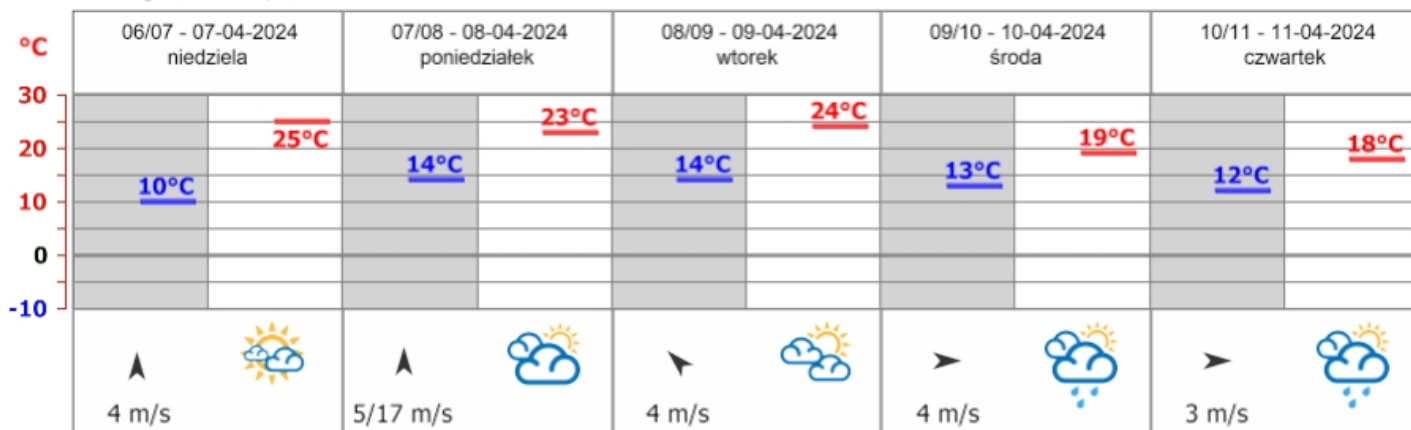 °C
06/07 - 07-04-2024
niedziela
07/08 - 08-04-2024
poniedziałek
08/09 - 09-04-2024
wtorek
09/10 - 10-04-2024
środa
10/11 - 11-04-2024
czwartek
30
20
10
0
-10
10°C
25°C
14°C
23°C
14°C
24°C
13°C
19°C
12°C
18°C
4 m/s
5/17 m/s
4 m/s
4 m/s
3 m/s